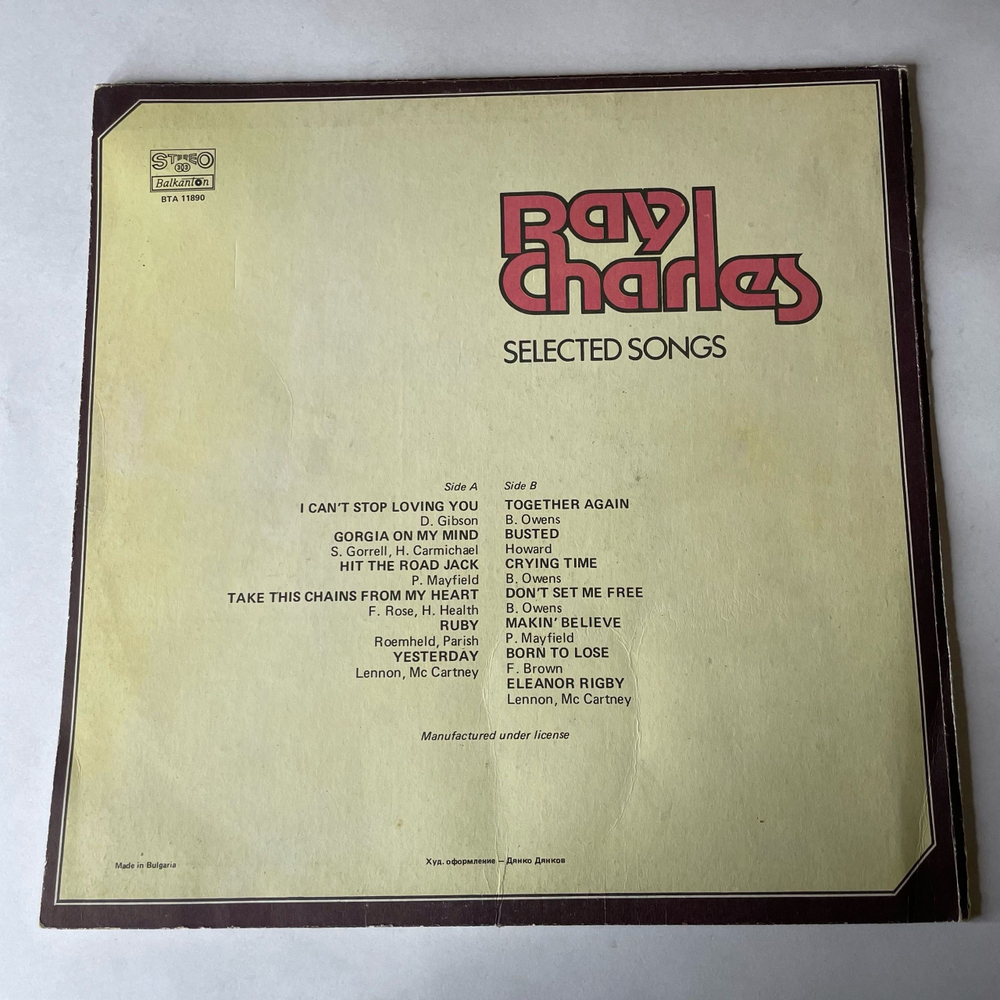 STEREO
33
Balkanton
BTA 11890
Ray
Charles
SELECTED SONGS
Side A
I CAN'T STOP LOVING YOU
D. Gibson
GORGIA ON MY MIND
S. Gorrell, H. Carmichael
HIT THE ROAD JACK
P. Mayfield
TAKE THIS CHAINS FROM MY HEART
F. Rose, H. Health
RUBY
Roemheld, Parish
YESTERDAY
Lennon, Mc Cartney
Side B
TOGETHER AGAIN
B. Owens
BUSTED
Howard
CRYING TIME
B. Owens
DON'T SET ME FREE
B. Owens
MAKIN' BELIEVE
P. Mayfield
BORN TO LOSE
F. Brown
ELEANOR RIGBY
Lennon, Mc Cartney
Manufactured under license
Made in Bulgaria
Худ. оформление — Дянко Дянков